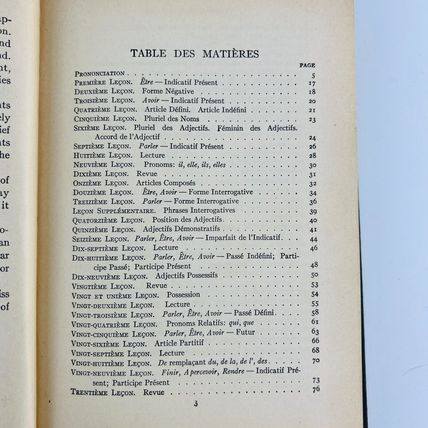 TABLE DES MATIÈRES
PAGE
PRONONCIATION . . . . 5
PREMIÈRE LEÇON. Être — Indicatif Présent . . . . 17
DEUXIÈME LEÇON. Forme Négative . . . . 18
TROISIÈME LEÇON. Avoir — Indicatif Présent . . . . 20
QUATRIÈME LEÇON. Article Défini. Article Indéfini . . . . 21
CINQUIÈME LEÇON. Pluriel des Noms . . . . 23
SIXIÈME LEÇON. Pluriel des Adjectifs. Féminin des Adjectifs.
Accord de l'Adjectif . . . . 24
SEPTIÈME LEÇON. Parler — Indicatif Présent . . . . 26
HUITIÈME LEÇON. Lecture . . . . 28
NEUVIÈME LEÇON. Pronoms: il, elle, ils, elles . . . . 30
DIXIÈME LEÇON. Revue . . . . 31
ONZIÈME LEÇON. Articles Composés . . . . 32
DOUZIÈME LEÇON. Être, Avoir — Forme Interrogative . . . . 34
TREIZIÈME LEÇON. Parler — Forme Interrogative . . . . 36
LEÇON SUPPLÉMENTAIRE. Phrases Interrogatives . . . . 39
QUATORZIÈME LEÇON. Position des Adjectifs . . . . 40
QUINZIÈME LEÇON. Adjectifs Démonstratifs . . . . 41
SEIZIÈME LEÇON. Parler, Être, Avoir — Imparfait de l'Indicatif . . 44
DIX-SEPTIÈME LEÇON. Lecture . . . . 46
DIX-HUITIÈME LEÇON. Parler, Être, Avoir — Passé Indéfini; Parti-
cipe Passé; Participe Présent . . . . 48
DIX-NEUVIÈME LEÇON. Adjectifs Possessifs . . . . 50
VINGTIÈME LEÇON. Revue . . . . 53
VINGT ET UNIÈME LEÇON. Possession . . . . 54
VINGT-DEUXIÈME LEÇON. Lecture . . . . 55
VINGT-TROISIÈME LEÇON. Parler, Être, Avoir — Passé Défini . . . . 58
VINGT-QUATRIÈME LEÇON. Pronoms Relatifs: qui, que . . . . 61
VINGT-CINQUIÈME LEÇON. Parler, Être, Avoir — Futur . . . . 63
VINGT-SIXIÈME LEÇON. Article Partitif . . . . 66
VINGT-SEPTIÈME LEÇON. Lecture . . . . 68
VINGT-HUITIÈME LEÇON. De remplaçant du, de la, de l', des . . . . 70
VINGT-NEUVIÈME LEÇON. Finir, Apercevoir, Rendre — Indicatif Pré-
sent; Participe Présent . . . . 73
TRENTIÈME LEÇON. Revue . . . . 76
3